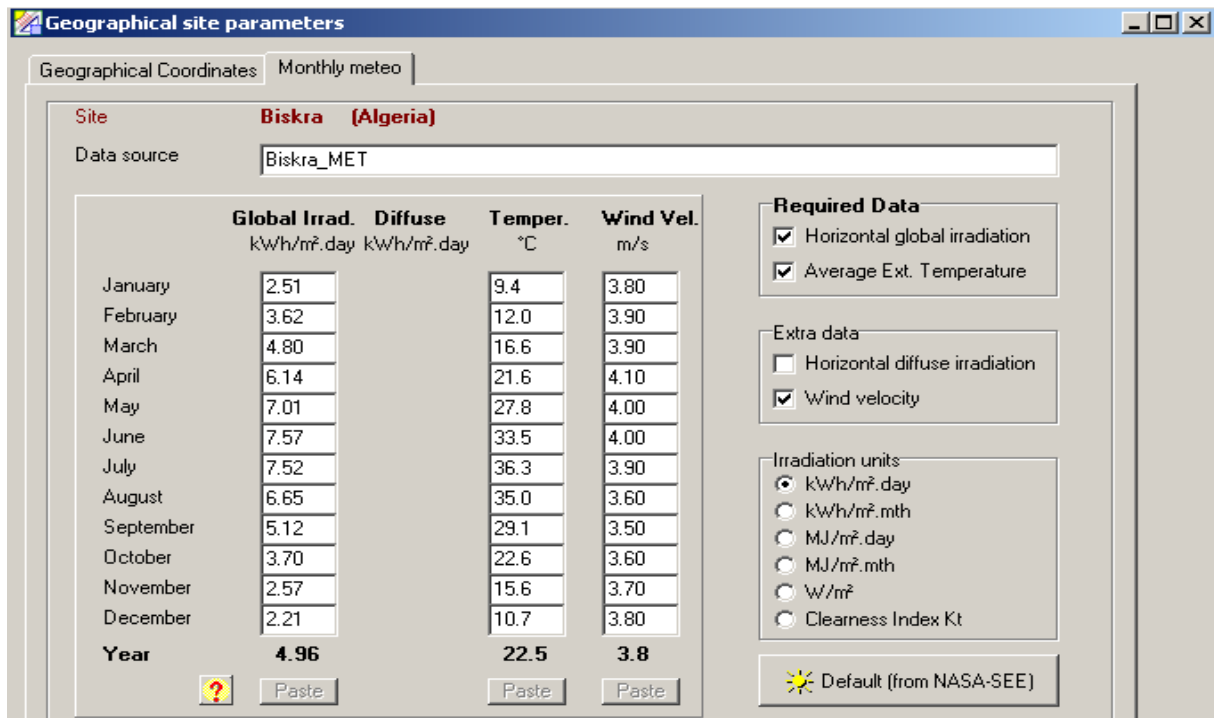 Geographical site parameters
Geographical Coordinates Monthly meteo
Site Biskra (Algeria)
Data source Biskra_MET
Global Irrad. Diffuse Temper. Wind Vel.
kWh/m².day kWh/m².day °C m/s
January 2.51 9.4 3.80
February 3.62 12.0 3.90
March 4.80 16.6 3.90
April 6.14 21.6 4.10
May 7.01 27.8 4.00
June 7.57 33.5 4.00
July 7.52 36.3 3.90
August 6.65 35.0 3.60
September 5.12 29.1 3.50
October 3.70 22.6 3.60
November 2.57 15.6 3.70
December 2.21 10.7 3.80
Year 4.96 22.5 3.8
? Paste Paste Paste
Required Data
Horizontal global irradiation
Average Ext. Temperature
Extra data
Horizontal diffuse irradiation
Wind velocity
Irradiation units
kWh/m².day
kWh/m².mth
MJ/m².day
MJ/m².mth
W/m²
Clearness Index Kt
Default (from NASA-SEE)